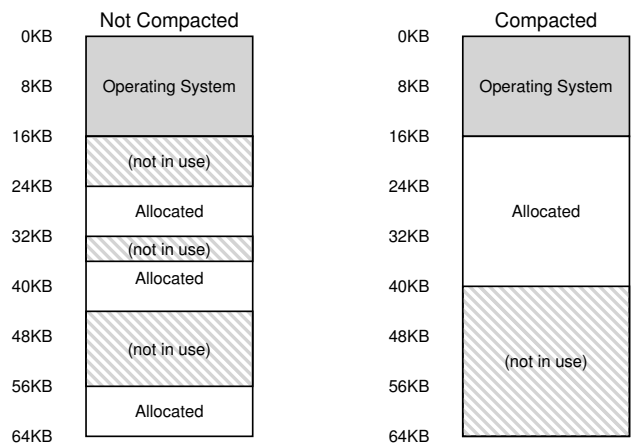 Not Compacted
0KB
Operating System
8KB
16KB
(not in use)
24KB
Allocated
32KB
(not in use)
Allocated
40KB
48KB
(not in use)
56KB
Allocated
64KB
Compacted
0KB
Operating System
8KB
16KB
24KB
Allocated
32KB
40KB
48KB
(not in use)
56KB
64KB